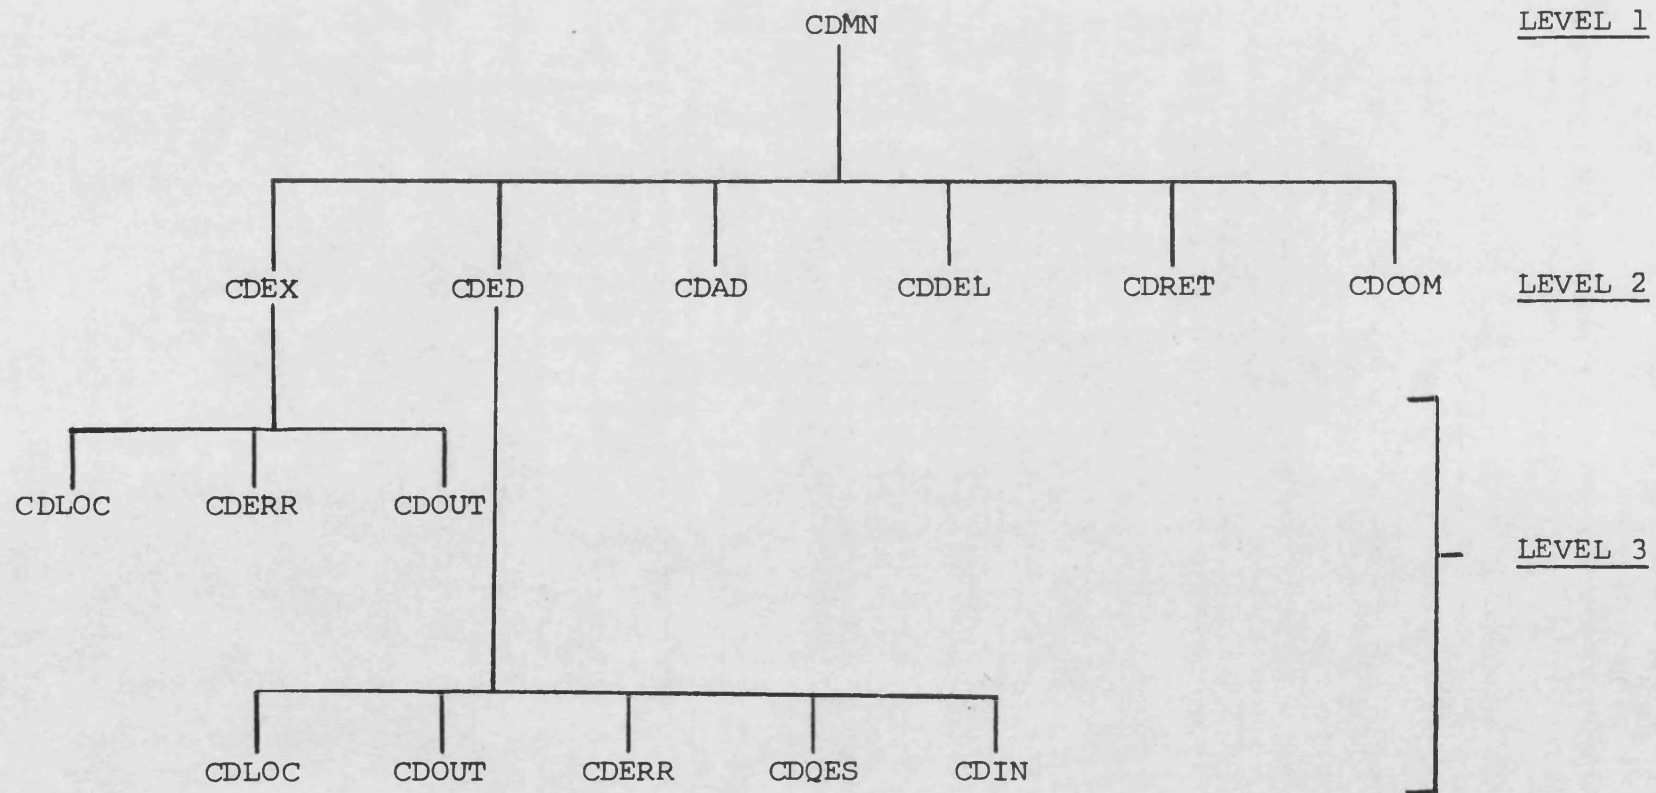 CDMN LEVEL 1
CDEX CDED CDAD CDDEL CDRET CDCOM LEVEL 2
CDLOC CDERR CDOUT
LEVEL 3
CDLOC CDOUT CDERR CDQES CDIN